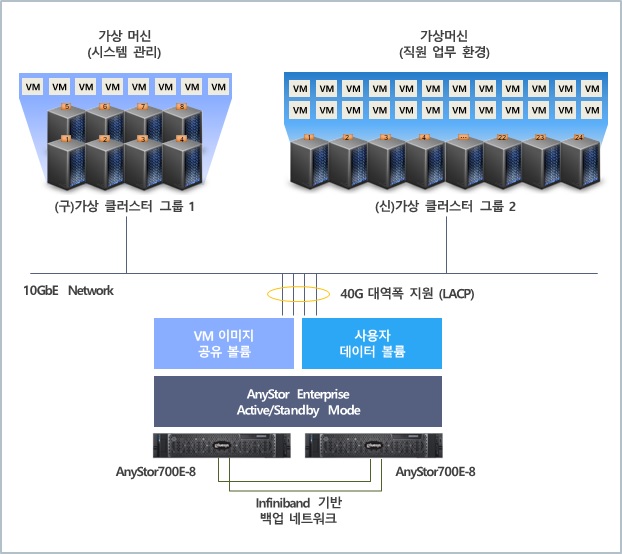 가상 머신
(시스템 관리)
가상머신
(직원 업무 환경)
VM VM VM VM VM VM VM VM
VM VM VM VM VM VM VM VM VM VM VM VM
VM VM VM VM VM VM VM VM VM VM VM VM
5 6 7 8
1 2 3 4
1 2 3 4 ... 22 23 24
(구)가상 클러스터 그룹 1
(신)가상 클러스터 그룹 2
10GbE Network
40G 대역폭 지원 (LACP)
VM 이미지
공유 볼륨
사용자
데이터 볼륨
AnyStor Enterprise
Active/Standby Mode
AnyStor700E-8
AnyStor700E-8
Infiniband 기반
백업 네트워크